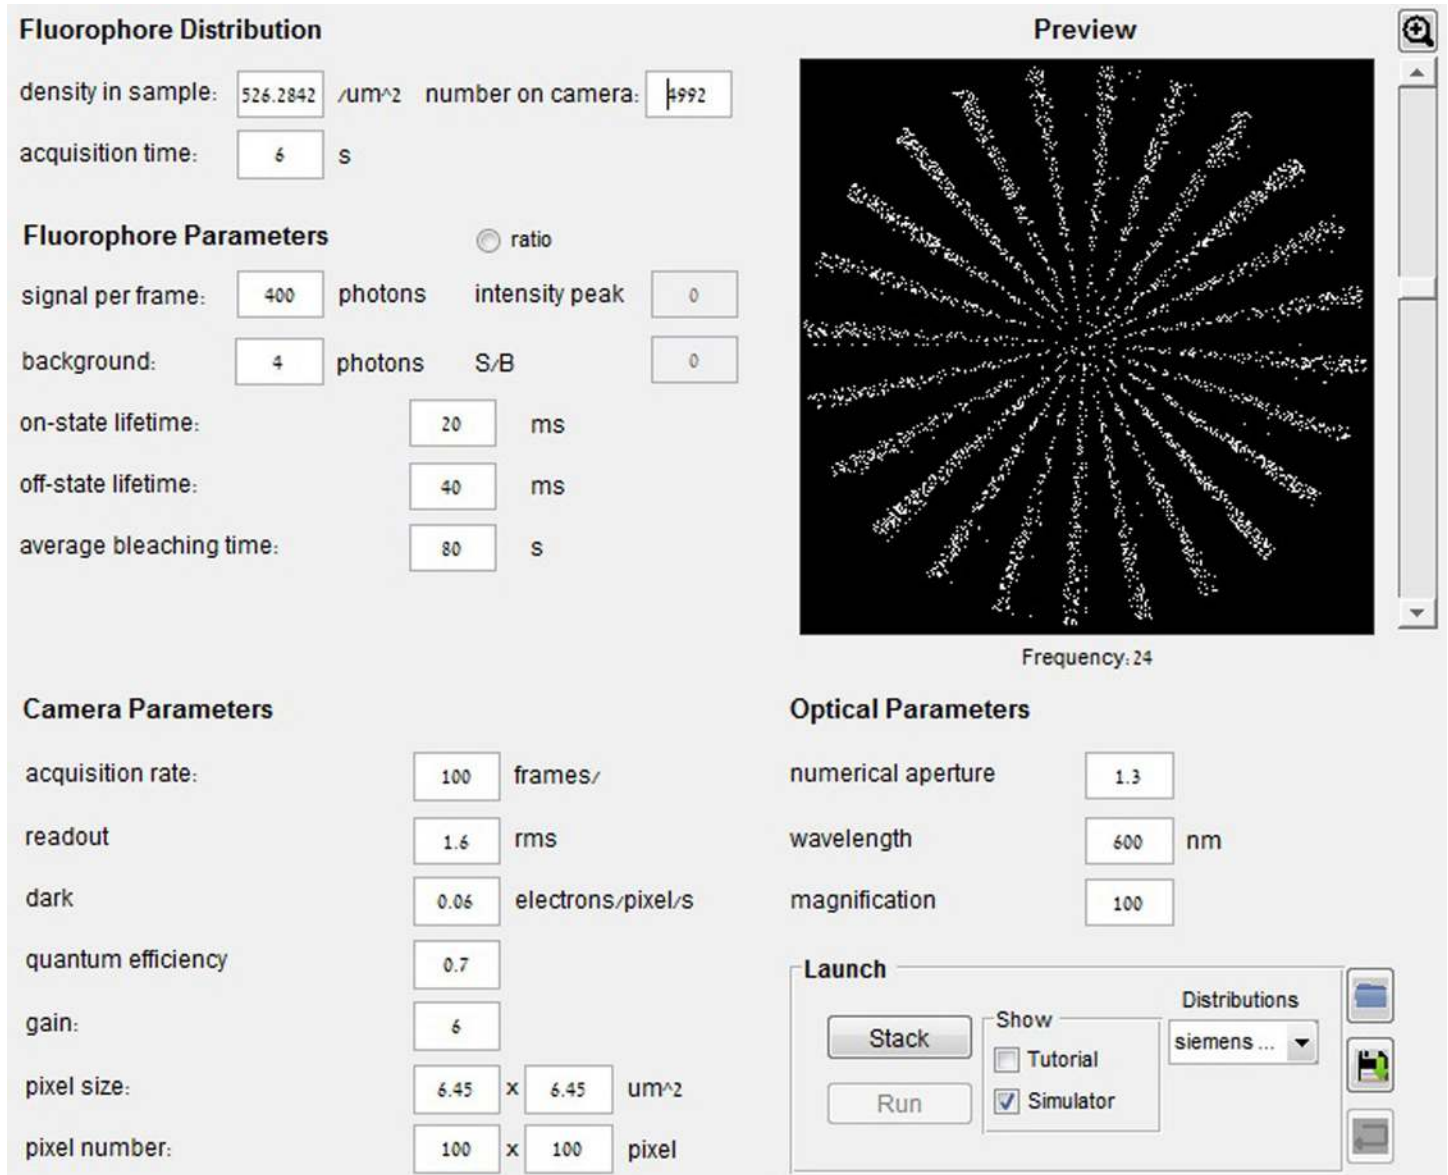 Fluorophore Distribution
density in sample: 526.2842 /um^2 number on camera: 4992
acquisition time: 6 s
Fluorophore Parameters ratio
signal per frame: 400 photons intensity peak 0
background: 4 photons S/B 0
on-state lifetime: 20 ms
off-state lifetime: 40 ms
average bleaching time: 80 s
Preview
Frequency: 24
Camera Parameters
acquisition rate: 100 frames/
readout 1.6 rms
dark 0.06 electrons/pixel/s
quantum efficiency 0.7
gain: 6
pixel size: 6.45 x 6.45 um^2
pixel number: 100 x 100 pixel
Optical Parameters
numerical aperture 1.3
wavelength 600 nm
magnification 100
Launch
Stack
Run
Show
Tutorial
Simulator
Distributions
siemens ...